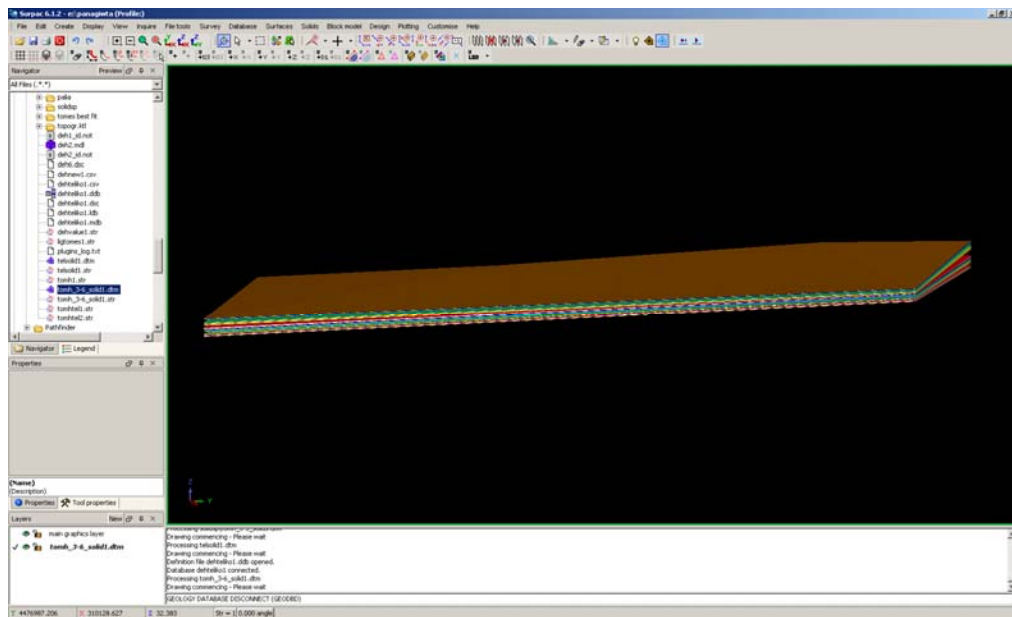 Surpac 6.1.2 - e:\panagiwta (Profile:)
File Edit Create Display View Inquire File tools Survey Database Surfaces Solids Block model Design Plotting Customise Help
Navigator Preview
All Files (*.*)
paka
solidsp
tomes best fit
deh1_id.not
deh2.mdl
deh2_id.not
deh6.dsc
dehnew1.csv
dehteliko1.csv
dehteliko1.ddb
dehteliko1.dsc
dehteliko1.ldb
dehteliko1.mdb
dehvalue1.str
ligtomes1.str
plugins_log.txt
telsolid1.dtm
telsolid1.str
tomh1.str
tomh_3-6_solid1.dtm
tomh_3-6_solid1.str
tomhtel1.str
tomhtel2.str
Pathfinder
Navigator Legend
Properties
(Name)
(Description)
Properties Tool properties
Z
Y
Layers New
main graphics layer
tomh_3-6_solid1.dtm
Drawing commencing - Please wait
Processing telsolid1.dtm
Drawing commencing - Please wait
Definition file dehteliko1.ddb opened.
Database dehteliko1 connected.
Processing tomh_3-6_solid1.dtm
Drawing commencing - Please wait
GEOLOGY DATABASE DISCONNECT (GEODBD)
Y 4476987.206 X 310128.627 Z 32.383 Str = 1 0.000 angle